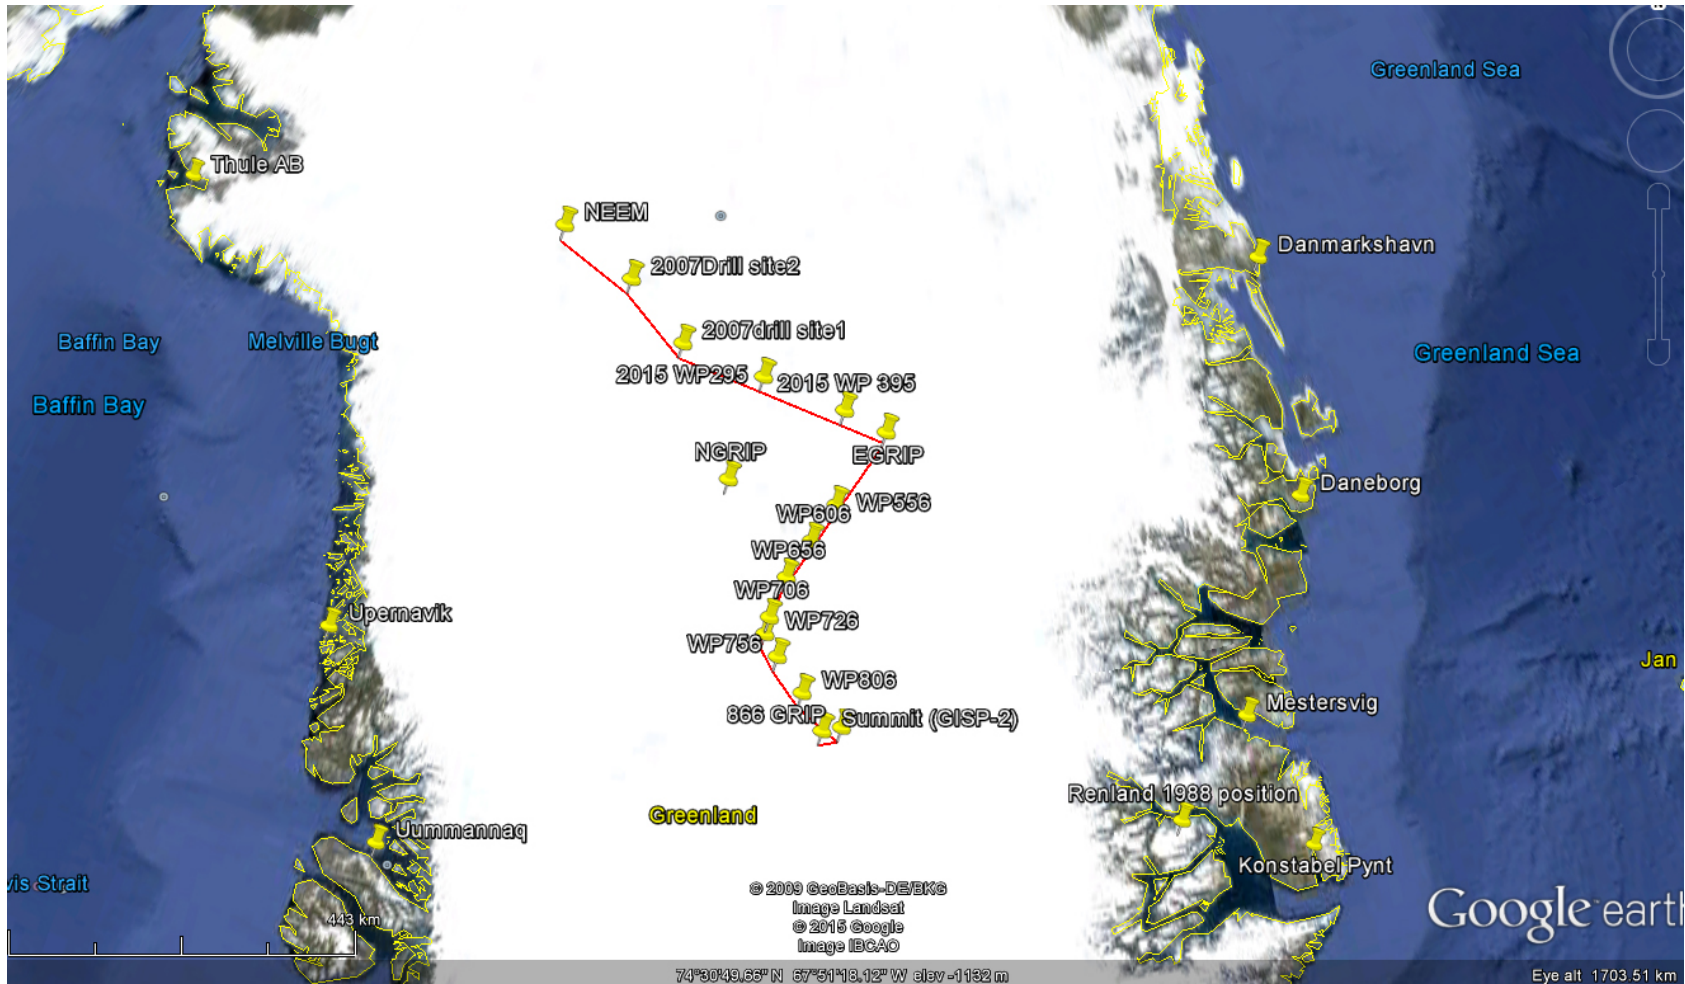 N
Greenland Sea
Thule AB
NEEM
Danmarkshavn
2007Drill site2
2007drill site1
Baffin Bay
Melville Bugt
Greenland Sea
2015 WP295
2015 WP 395
Baffin Bay
NGRIP
EGRIP
Daneborg
WP556
WP606
WP656
WP706
Upernavik
WP726
WP756
Jan
WP806
Mestersvig
866 GRIP
Summit (GISP-2)
Renland 1988 position
Greenland
Uummannaq
Konstabel Pynt
vis Strait
© 2009 GeoBasis-DE/BKG
Image Landsat
© 2015 Google
Image IBCAO
443 km
Google earth
74°30'49.66" N 67°51'18.12" W elev -1132 m
Eye alt 1703.51 km